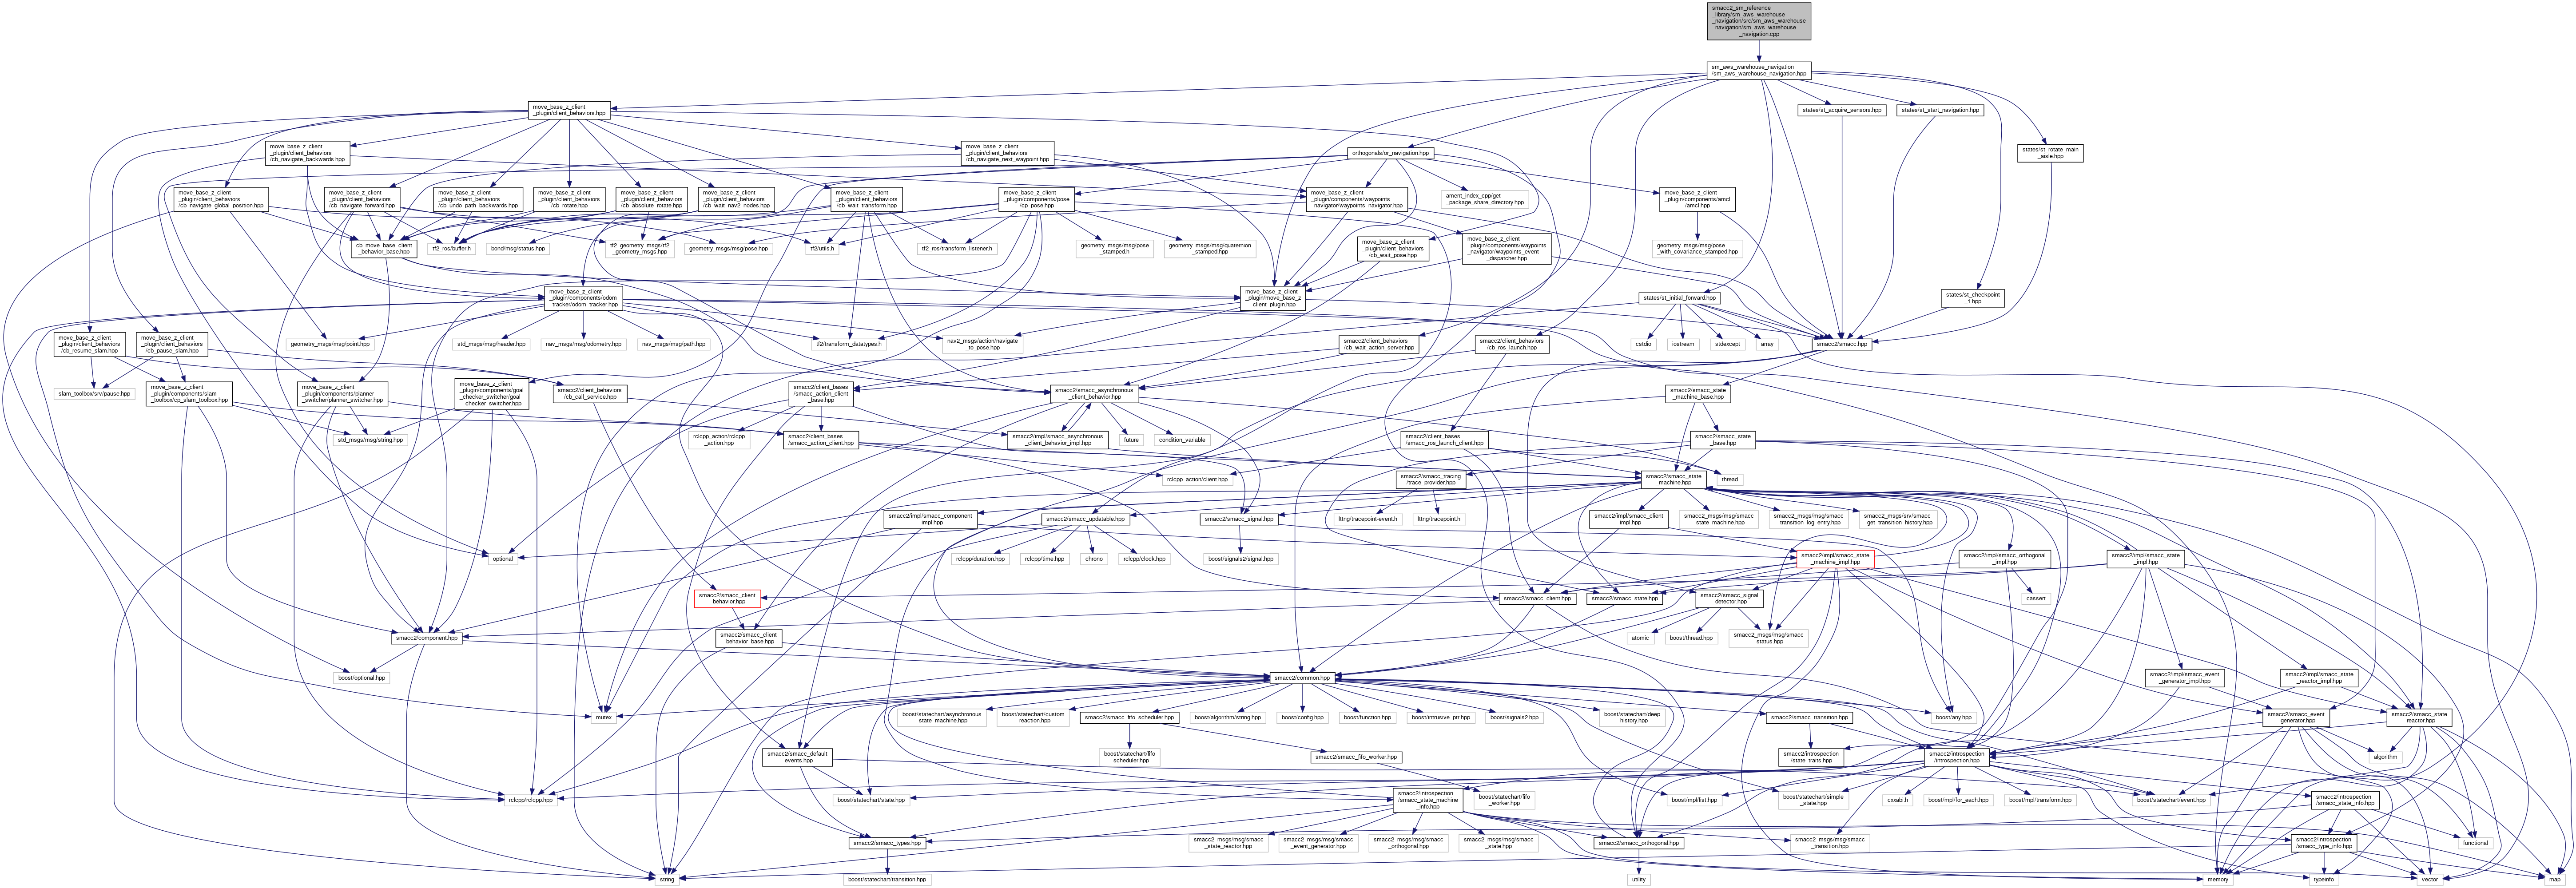 smacc2_sm_reference
_library/sm_aws_warehouse
_navigation/src/sm_aws_warehouse
_navigation/sm_aws_warehouse
_navigation.cpp
sm_aws_warehouse_navigation
/sm_aws_warehouse_navigation.hpp
move_base_z_client
_plugin/client_behaviors.hpp
states/st_acquire_sensors.hpp
states/st_start_navigation.hpp
move_base_z_client
_plugin/client_behaviors
/cb_navigate_backwards.hpp
move_base_z_client
_plugin/client_behaviors
/cb_navigate_next_waypoint.hpp
orthogonals/or_navigation.hpp
states/st_rotate_main
_aisle.hpp
move_base_z_client
_plugin/client_behaviors
/cb_navigate_global_position.hpp
move_base_z_client
_plugin/client_behaviors
/cb_navigate_forward.hpp
move_base_z_client
_plugin/client_behaviors
/cb_undo_path_backwards.hpp
move_base_z_client
_plugin/client_behaviors
/cb_rotate.hpp
move_base_z_client
_plugin/client_behaviors
/cb_absolute_rotate.hpp
move_base_z_client
_plugin/client_behaviors
/cb_wait_nav2_nodes.hpp
move_base_z_client
_plugin/client_behaviors
/cb_wait_transform.hpp
move_base_z_client
_plugin/components/pose
/cp_pose.hpp
move_base_z_client
_plugin/components/waypoints
_navigator/waypoints_navigator.hpp
ament_index_cpp/get
_package_share_directory.hpp
move_base_z_client
_plugin/components/amcl
/amcl.hpp
cb_move_base_client
_behavior_base.hpp
tf2_ros/buffer.h
bond/msg/status.hpp
tf2_geometry_msgs/tf2
_geometry_msgs.hpp
geometry_msgs/msg/pose.hpp
tf2/utils.h
tf2_ros/transform_listener.h
geometry_msgs/msg/pose
_stamped.h
geometry_msgs/msg/quaternion
_stamped.hpp
move_base_z_client
_plugin/client_behaviors
/cb_wait_pose.hpp
move_base_z_client
_plugin/components/waypoints
_navigator/waypoints_event
_dispatcher.hpp
geometry_msgs/msg/pose
_with_covariance_stamped.hpp
move_base_z_client
_plugin/components/odom
_tracker/odom_tracker.hpp
move_base_z_client
_plugin/move_base_z
_client_plugin.hpp
states/st_initial_forward.hpp
states/st_checkpoint
_1.hpp
move_base_z_client
_plugin/client_behaviors
/cb_resume_slam.hpp
move_base_z_client
_plugin/client_behaviors
/cb_pause_slam.hpp
geometry_msgs/msg/point.hpp
std_msgs/msg/header.hpp
nav_msgs/msg/odometry.hpp
nav_msgs/msg/path.hpp
tf2/transform_datatypes.h
nav2_msgs/action/navigate
_to_pose.hpp
smacc2/client_behaviors
/cb_wait_action_server.hpp
smacc2/client_behaviors
/cb_ros_launch.hpp
cstdio
iostream
stdexcept
array
smacc2/smacc.hpp
slam_toolbox/srv/pause.hpp
move_base_z_client
_plugin/components/slam
_toolbox/cp_slam_toolbox.hpp
move_base_z_client
_plugin/components/planner
_switcher/planner_switcher.hpp
move_base_z_client
_plugin/components/goal
_checker_switcher/goal
_checker_switcher.hpp
smacc2/client_behaviors
/cb_call_service.hpp
smacc2/client_bases
/smacc_action_client
_base.hpp
smacc2/smacc_asynchronous
_client_behavior.hpp
smacc2/smacc_state
_machine_base.hpp
std_msgs/msg/string.hpp
rclcpp_action/rclcpp
_action.hpp
smacc2/client_bases
/smacc_action_client.hpp
smacc2/impl/smacc_asynchronous
_client_behavior_impl.hpp
future
condition_variable
smacc2/client_bases
/smacc_ros_launch_client.hpp
smacc2/smacc_state
_base.hpp
rclcpp_action/client.hpp
smacc2/smacc_tracing
/trace_provider.hpp
smacc2/smacc_state
_machine.hpp
thread
smacc2/impl/smacc_component
_impl.hpp
smacc2/smacc_updatable.hpp
smacc2/smacc_signal.hpp
lttng/tracepoint-event.h
lttng/tracepoint.h
smacc2/impl/smacc_client
_impl.hpp
smacc2_msgs/msg/smacc
_state_machine.hpp
smacc2_msgs/msg/smacc
_transition_log_entry.hpp
smacc2_msgs/srv/smacc
_get_transition_history.hpp
optional
rclcpp/duration.hpp
rclcpp/time.hpp
chrono
rclcpp/clock.hpp
boost/signals2/signal.hpp
smacc2/impl/smacc_state
_machine_impl.hpp
smacc2/impl/smacc_orthogonal
_impl.hpp
smacc2/impl/smacc_state
_impl.hpp
smacc2/smacc_client
_behavior.hpp
smacc2/smacc_client.hpp
smacc2/smacc_state.hpp
smacc2/smacc_signal
_detector.hpp
cassert
smacc2/component.hpp
smacc2/smacc_client
_behavior_base.hpp
atomic
boost/thread.hpp
smacc2_msgs/msg/smacc
_status.hpp
boost/optional.hpp
smacc2/common.hpp
smacc2/impl/smacc_event
_generator_impl.hpp
smacc2/impl/smacc_state
_reactor_impl.hpp
mutex
boost/statechart/asynchronous
_state_machine.hpp
boost/statechart/custom
_reaction.hpp
smacc2/smacc_fifo_scheduler.hpp
boost/algorithm/string.hpp
boost/config.hpp
boost/function.hpp
boost/intrusive_ptr.hpp
boost/signals2.hpp
boost/statechart/deep
_history.hpp
smacc2/smacc_transition.hpp
boost/any.hpp
smacc2/smacc_event
_generator.hpp
smacc2/smacc_state
_reactor.hpp
smacc2/smacc_default
_events.hpp
boost/statechart/fifo
_scheduler.hpp
smacc2/smacc_fifo_worker.hpp
smacc2/introspection
/state_traits.hpp
smacc2/introspection
/introspection.hpp
algorithm
rclcpp/rclcpp.hpp
boost/statechart/state.hpp
smacc2/introspection
/smacc_state_machine
_info.hpp
boost/statechart/fifo
_worker.hpp
boost/mpl/list.hpp
boost/statechart/simple
_state.hpp
cxxabi.h
boost/mpl/for_each.hpp
boost/mpl/transform.hpp
boost/statechart/event.hpp
smacc2/introspection
/smacc_state_info.hpp
smacc2/smacc_types.hpp
smacc2_msgs/msg/smacc
_state_reactor.hpp
smacc2_msgs/msg/smacc
_event_generator.hpp
smacc2_msgs/msg/smacc
_orthogonal.hpp
smacc2_msgs/msg/smacc
_state.hpp
smacc2/smacc_orthogonal.hpp
smacc2_msgs/msg/smacc
_transition.hpp
smacc2/introspection
/smacc_type_info.hpp
functional
string
boost/statechart/transition.hpp
utility
memory
typeinfo
vector
map